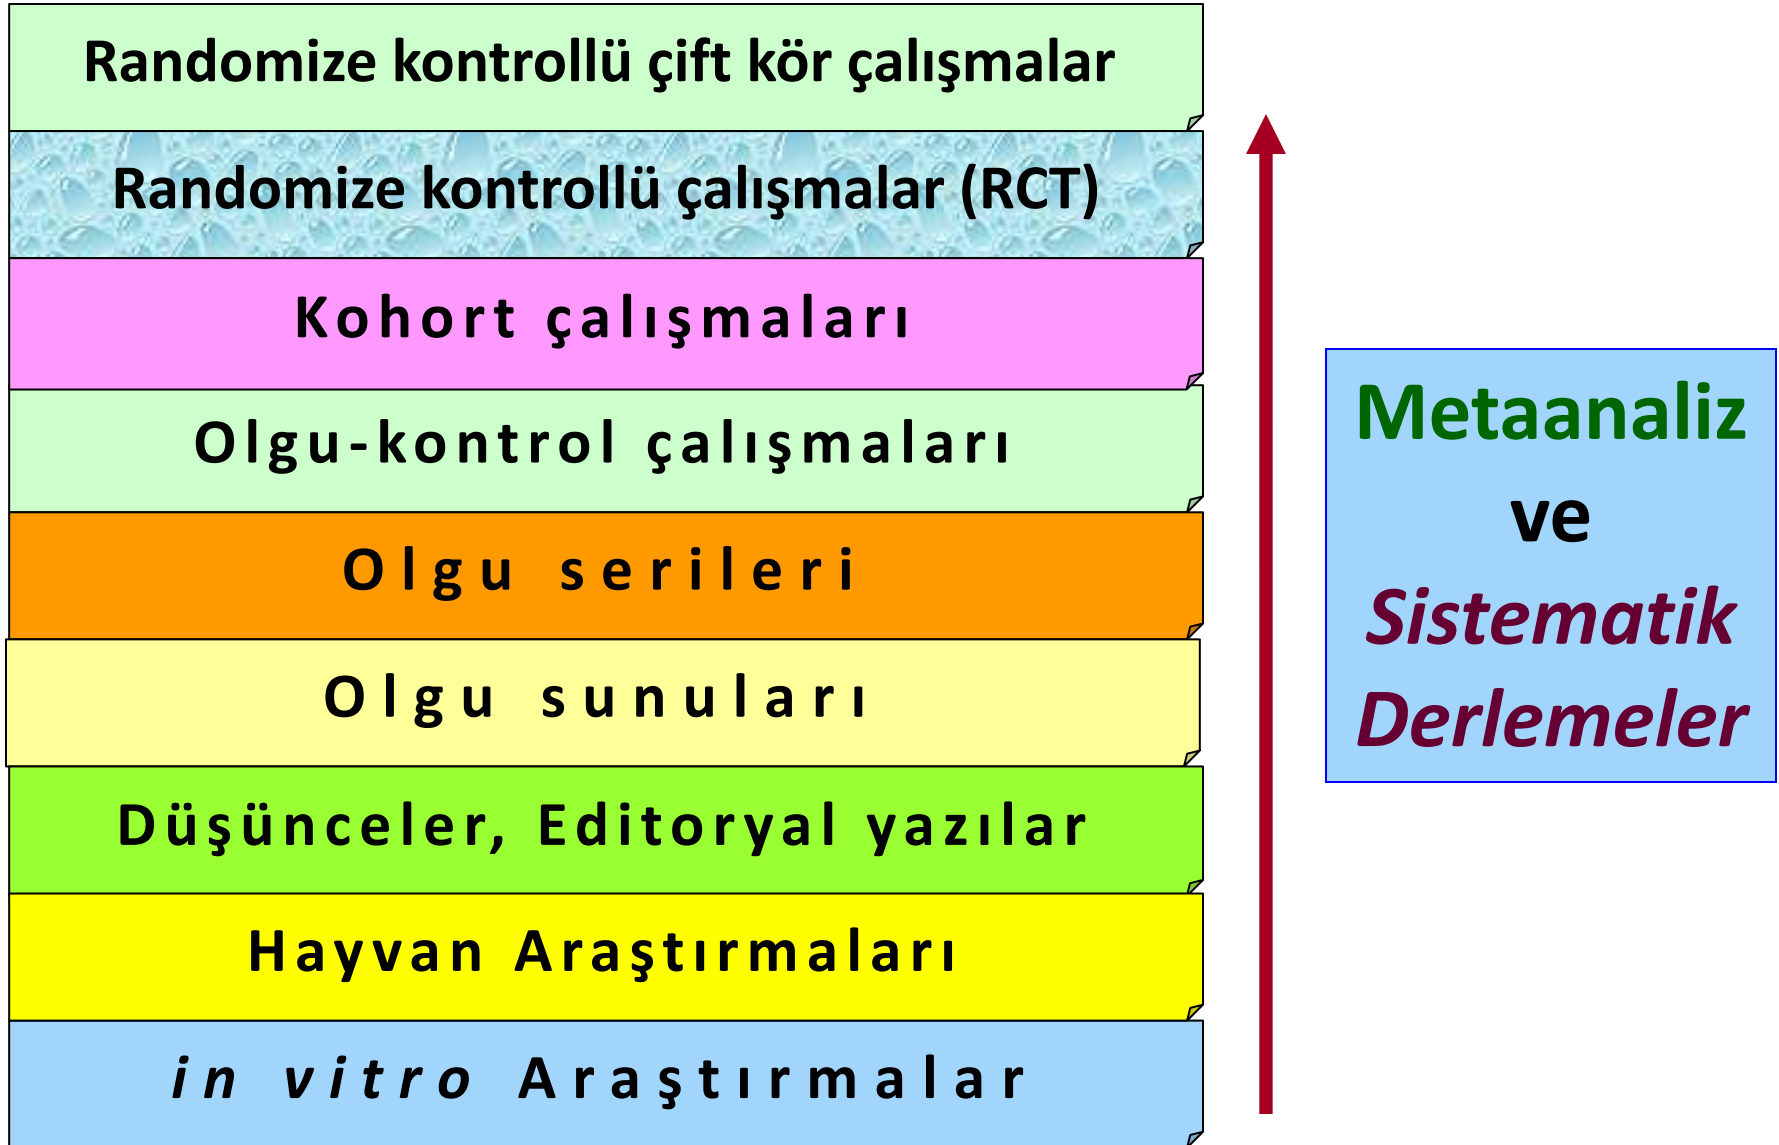 Randomize kontrollü çift kör çalışmalar
Randomize kontrollü çalışmalar (RCT)
Kohort çalışmaları
Olgu-kontrol çalışmaları
Olgu serileri
Olgu sunuları
Düşünceler, Editoryal yazılar
Hayvan Araştırmaları
in vitro Araştırmalar
Metaanaliz
ve
Sistematik
Derlemeler